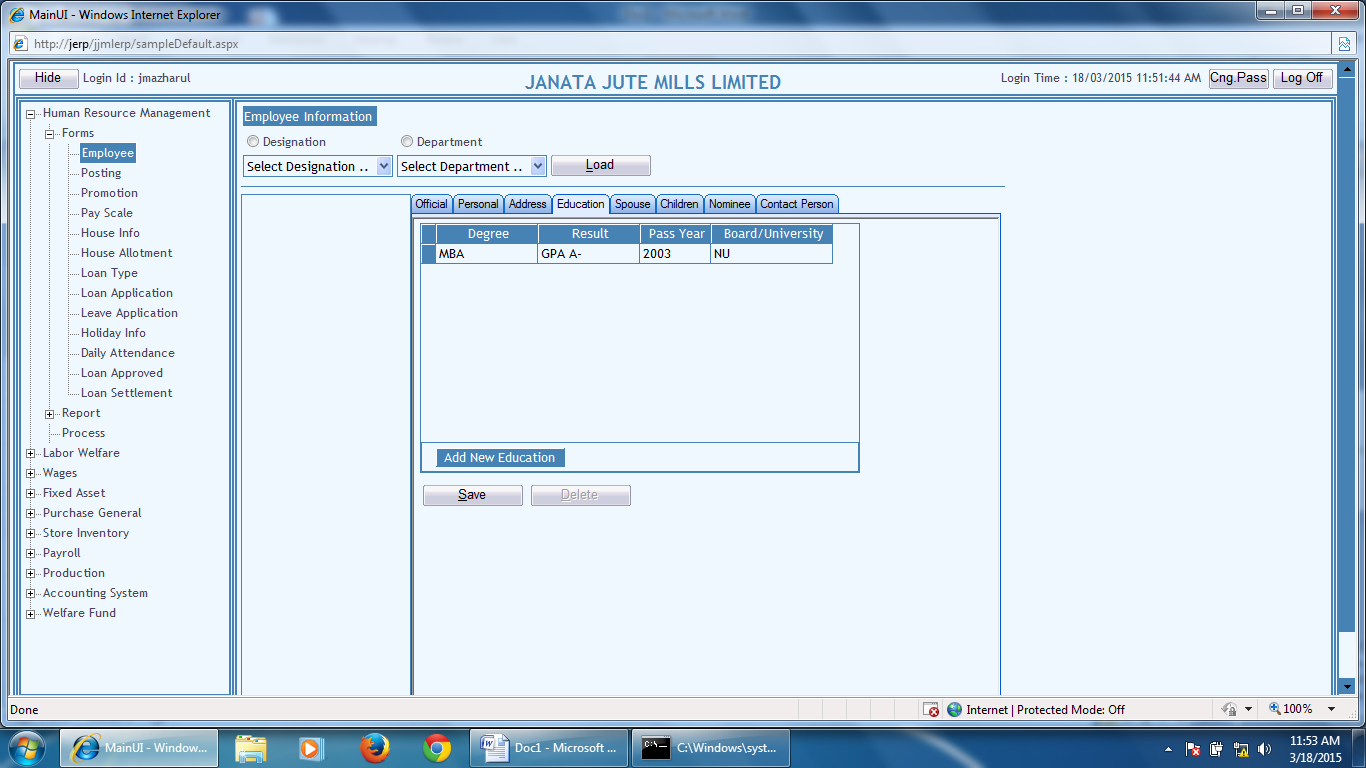 MainUI - Windows Internet Explorer
http://jerp/jjmlerp/sampleDefault.aspx
Hide Login Id : jmazharul JANATA JUTE MILLS LIMITED Login Time : 18/03/2015 11:51:44 AM Cng.Pass Log Off
Human Resource Management
Forms
Employee
Posting
Promotion
Pay Scale
House Info
House Allotment
Loan Type
Loan Application
Leave Application
Holiday Info
Daily Attendance
Loan Approved
Loan Settlement
Report
Process
Labor Welfare
Wages
Fixed Asset
Purchase General
Store Inventory
Payroll
Production
Accounting System
Welfare Fund
Employee Information
Designation Department
Select Designation .. Select Department .. Load
Official Personal Address Education Spouse Children Nominee Contact Person
Degree Result Pass Year Board/University
MBA GPA A- 2003 NU
Add New Education
Save Delete
Done Internet | Protected Mode: Off 100%
MainUI - Window... Doc1 - Microsoft ... C:\Windows\syst... 11:53 AM
3/18/2015